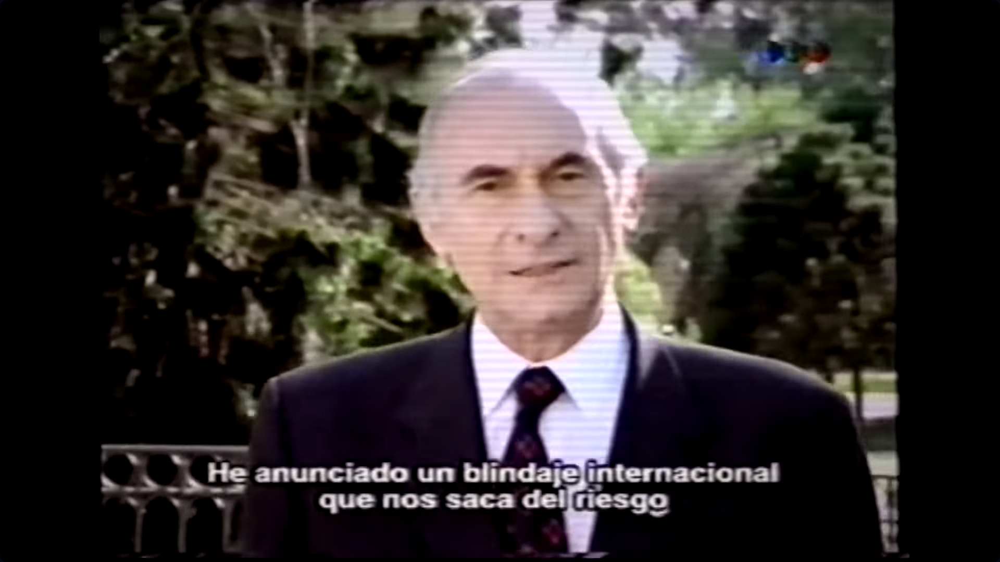 He anunciado un blindaje internacional
que nos saca del riesgo